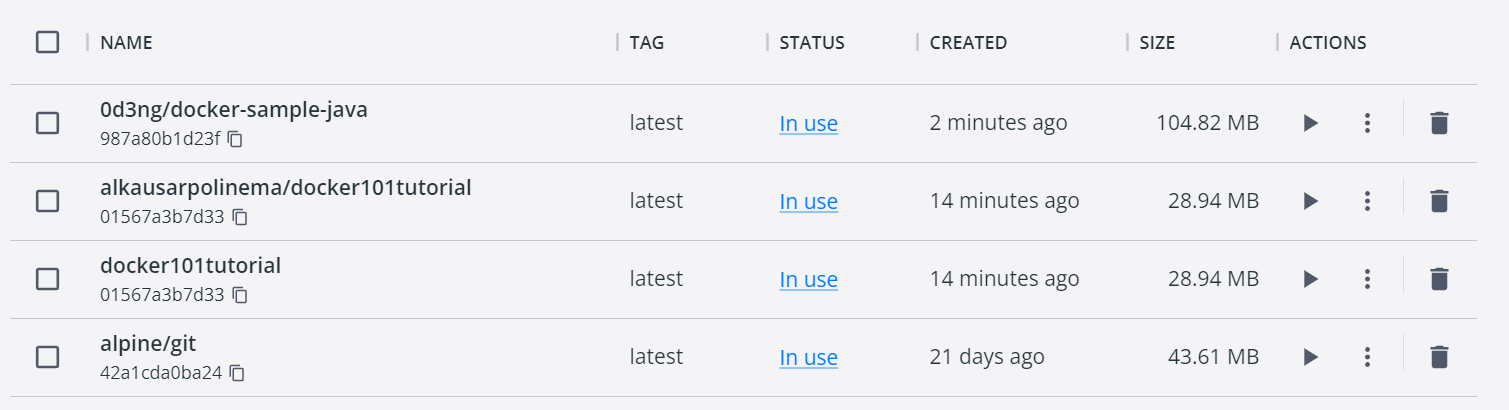 NAME TAG STATUS CREATED SIZE ACTIONS
0d3ng/docker-sample-java
987a80b1d23f
latest In use 2 minutes ago 104.82 MB
alkausarpolinema/docker101tutorial
01567a3b7d33
latest In use 14 minutes ago 28.94 MB
docker101tutorial
01567a3b7d33
latest In use 14 minutes ago 28.94 MB
alpine/git
42a1cda0ba24
latest In use 21 days ago 43.61 MB